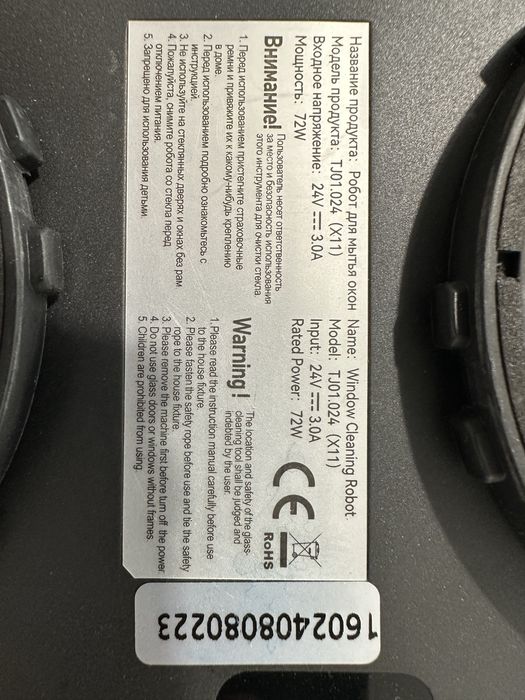 Название продукта: Робот для мытья окон
Модель продукта: TJ01.024 (X11)
Входное напряжение: 24V ⎓ 3.0A
Мощность: 72W
Внимание!
Пользователь несет ответственность
за место и безопасность использования
этого инструмента для очистки стекла
1. Перед использованием пристегните страховочные
ремни и привяжите их к какому-нибудь креплению
в доме.
2. Перед использованием подробно ознакомьтесь с
инструкцией.
3. Не используйте на стеклянных дверях и окнах без рам
4. Пожалуйста, снимите робота со стекла перед
отключением питания.
5. Запрещено для использования детьми.
Name: Window Cleaning Robot
Model: TJ01.024 (X11)
Input: 24V ⎓ 3.0A
Rated Power: 72W
CE
RoHS
Warning!
The location and safety of the glass-
cleaning tool shall be judged and
indebted by the user.
1. Please read the instruction manual carefully before use
to the house fixture.
2. Please fasten the safety rope before use and tie the safety
rope to the house fixture.
3. Please remove the machine first before turn off the power.
4. Do not use glass doors or windows without frames.
5. Children are prohibited from using.
1602408080223